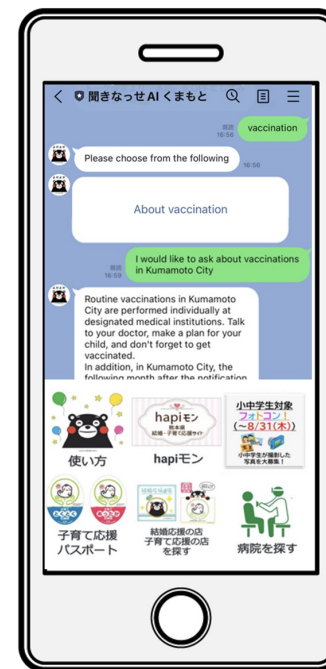 聞きなっせAIくまもと
既読
16:56
vaccination
Please choose from the following
16:56
About vaccination
既読
16:59
I would like to ask about vaccinations
in Kumamoto City
Routine vaccinations in Kumamoto
City are performed individually at
designated medical institutions. Talk
to your doctor, make a plan for your
child, and don't forget to get
vaccinated.
In addition, in Kumamoto City, the
following month after the notification
使い方
hapiモン
熊本県
結婚・子育て応援サイト
hapiモン
小中学生対象
フォトコン！
(～8/31(木))
小中学生が撮影した
写真を大募集！
子育て応援
パスポート
結婚応援の店
子育て応援の店
を探す
病院を探す